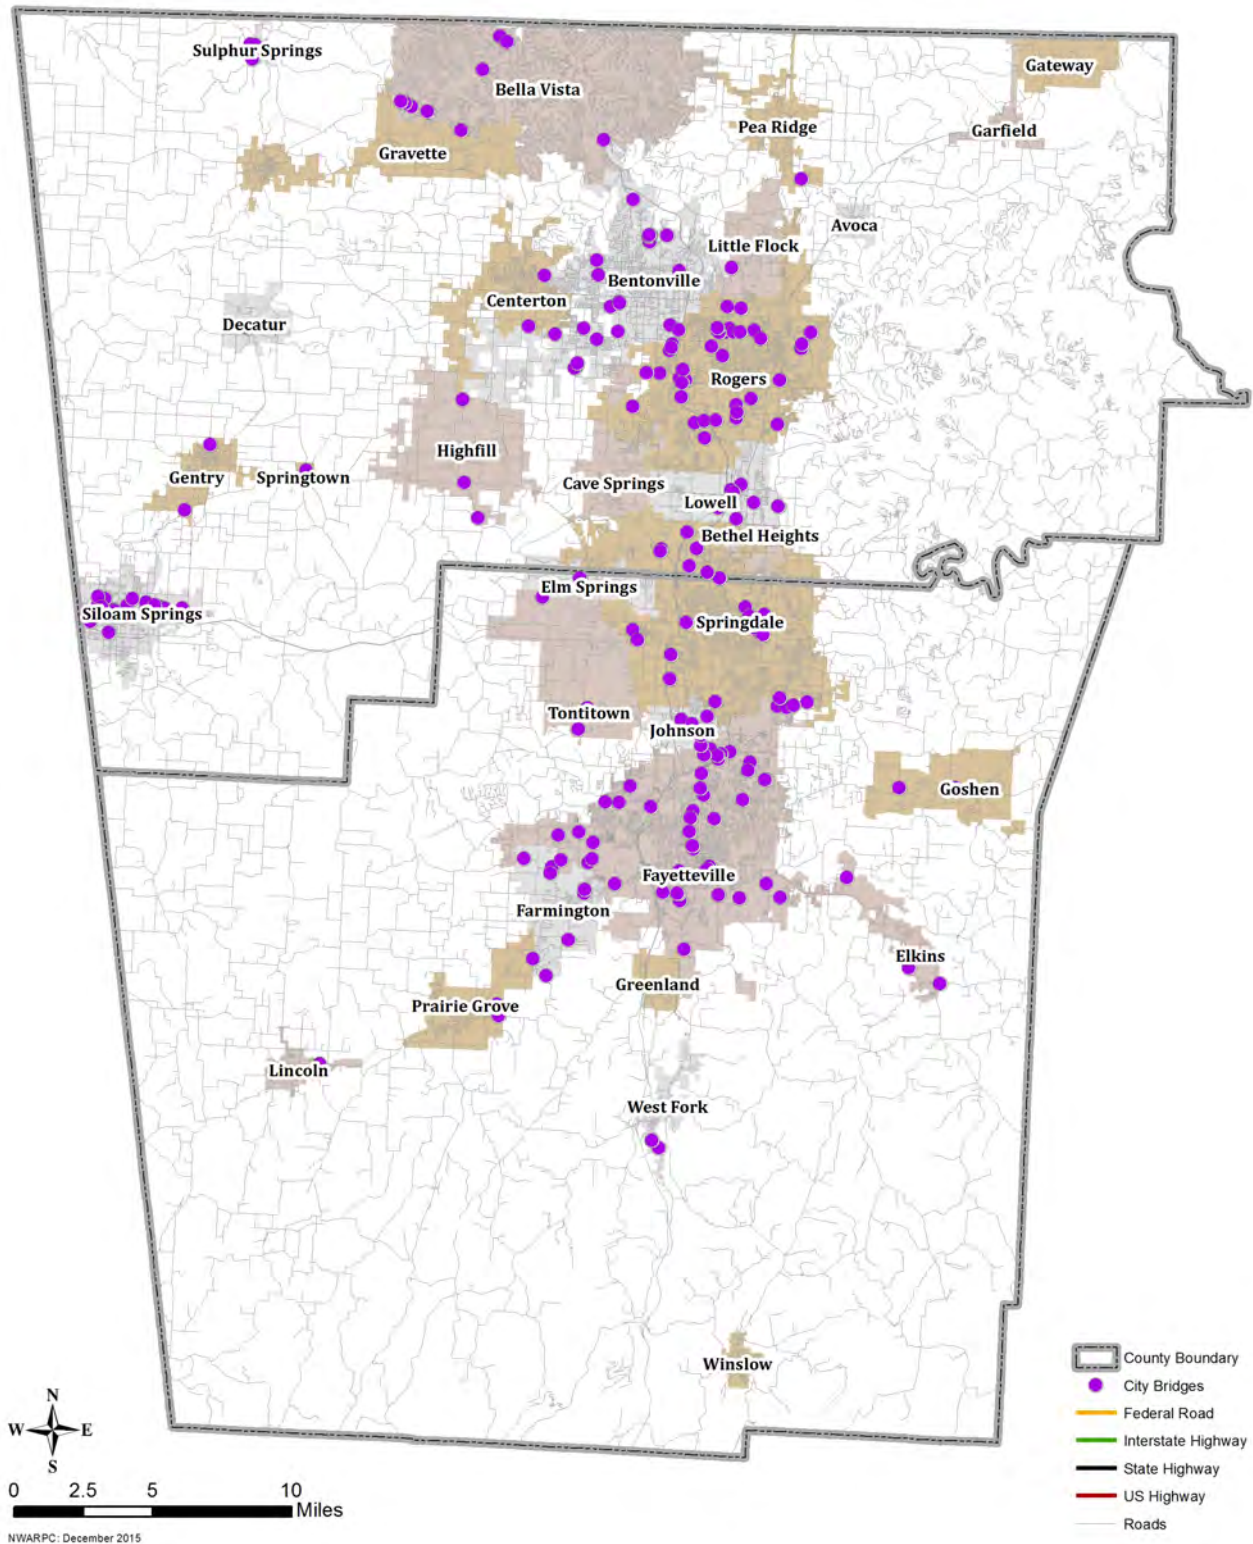 Sulphur Springs
Gateway
Bella Vista
Pea Ridge
Garfield
Gravette
Avoca
Little Flock
Bentonville
Centerton
Decatur
Rogers
Highfill
Gentry
Springtown
Cave Springs
Lowell
Bethel Heights
Elm Springs
Siloam Springs
Springdale
Tontitown
Johnson
Goshen
Fayetteville
Farmington
Elkins
Greenland
Prairie Grove
Lincoln
West Fork
Winslow
County Boundary
City Bridges
Federal Road
Interstate Highway
State Highway
US Highway
Roads
N
W E
S
0 2.5 5 10
Miles
NWARPC: December 2015